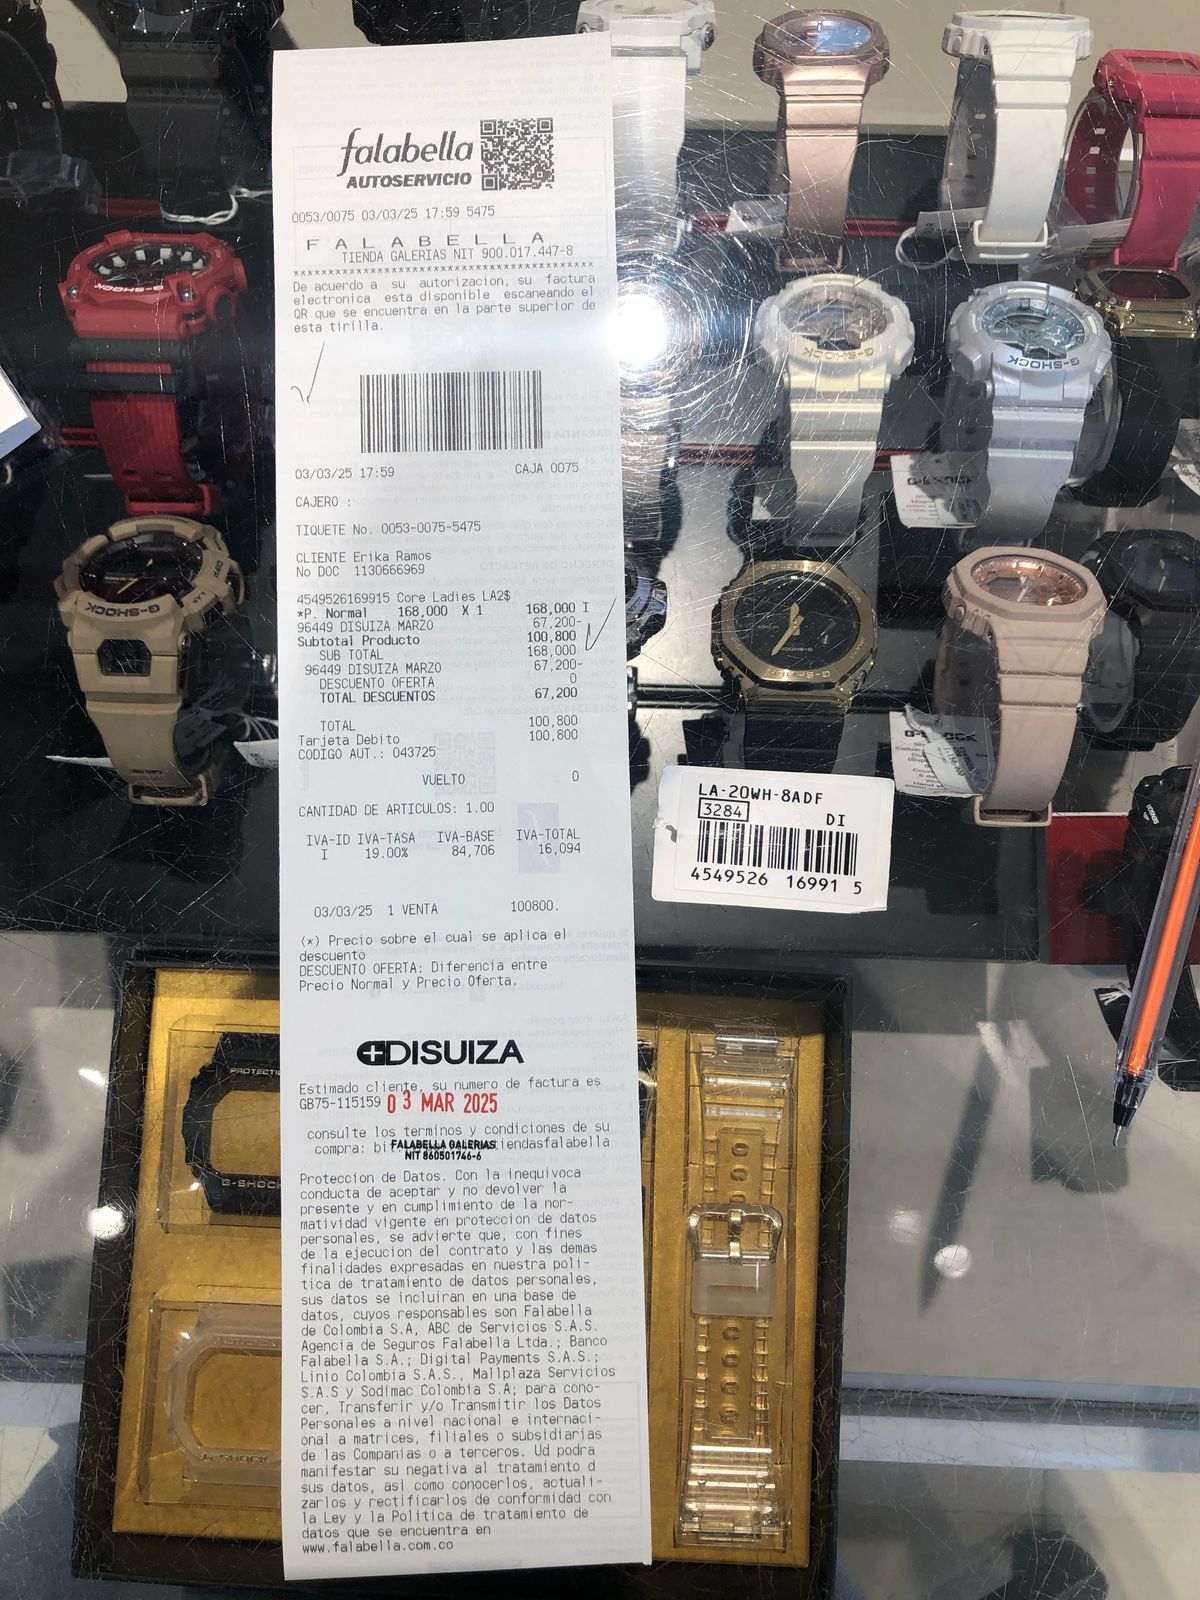 falabella
AUTOSERVICIO
0053/0075 03/03/25 17:59 5475
F A L A B E L L A
TIENDA GALERIAS NIT 900.017.447-8
******************************************
De acuerdo a su autorizacion, su factura
electronica esta disponible escaneando el
QR que se encuentra en la parte superior de
esta tirilla.
03/03/25 17:59 CAJA 0075
CAJERO :
TIQUETE No. 0053-0075-5475
CLIENTE Erika Ramos
No DOC 1130666969
4549526169915 Core Ladies LA2$
*P. Normal 168,000 X 1 168,000 I
96449 DISUIZA MARZO 67,200-
Subtotal Producto 100,800
SUB TOTAL 168,000
96449 DISUIZA MARZO 67,200-
DESCUENTO OFERTA 0
TOTAL DESCUENTOS 67,200
TOTAL 100,800
Tarjeta Debito 100,800
CODIGO AUT.: 043725
VUELTO 0
CANTIDAD DE ARTICULOS: 1.00
IVA-ID IVA-TASA IVA-BASE IVA-TOTAL
I 19.00% 84,706 16,094
03/03/25 1 VENTA 100800.
(*) Precio sobre el cual se aplica el
descuento
DESCUENTO OFERTA: Diferencia entre
Precio Normal y Precio Oferta.
DISUIZA
Estimado cliente, su numero de factura es
GB75-115159
03 MAR 2025
consulte los terminos y condiciones de su
compra: bit. iendasfalabella
FALABELLA GALERIAS
NIT 860501746-6
Proteccion de Datos. Con la inequivoca
conducta de aceptar y no devolver la
presente y en cumplimiento de la nor-
matividad vigente en proteccion de datos
personales, se advierte que, con fines
de la ejecucion del contrato y las demas
finalidades expresadas en nuestra poli-
tica de tratamiento de datos personales,
sus datos se incluiran en una base de
datos, cuyos responsables son Falabella
de Colombia S.A, ABC de Servicios S.A.S.
Agencia de Seguros Falabella Ltda.; Banco
Falabella S.A.; Digital Payments S.A.S.;
Linio Colombia S.A.S., Mallplaza Servicios
S.A.S y Sodimac Colombia S.A; para cono-
cer, Transferir y/o Transmitir los Datos
Personales a nivel nacional e internaci-
onal a matrices, filiales o subsidiarias
de las Companias o a terceros. Ud podra
manifestar su negativa al tratamiento d
sus datos, asi como conocerlos, actuali-
zarlos y rectificarlos de conformidad con
la Ley y la Politica de tratamiento de
datos que se encuentra en
www.falabella.com.co
LA-20WH-8ADF
3284 DI
4549526 16991 5
G-SHOCK
G-SHOCK
G-SHOCK
G-SHOCK
G-SHOCK
PROTECTI
G-SHOCK
G-SHOCK